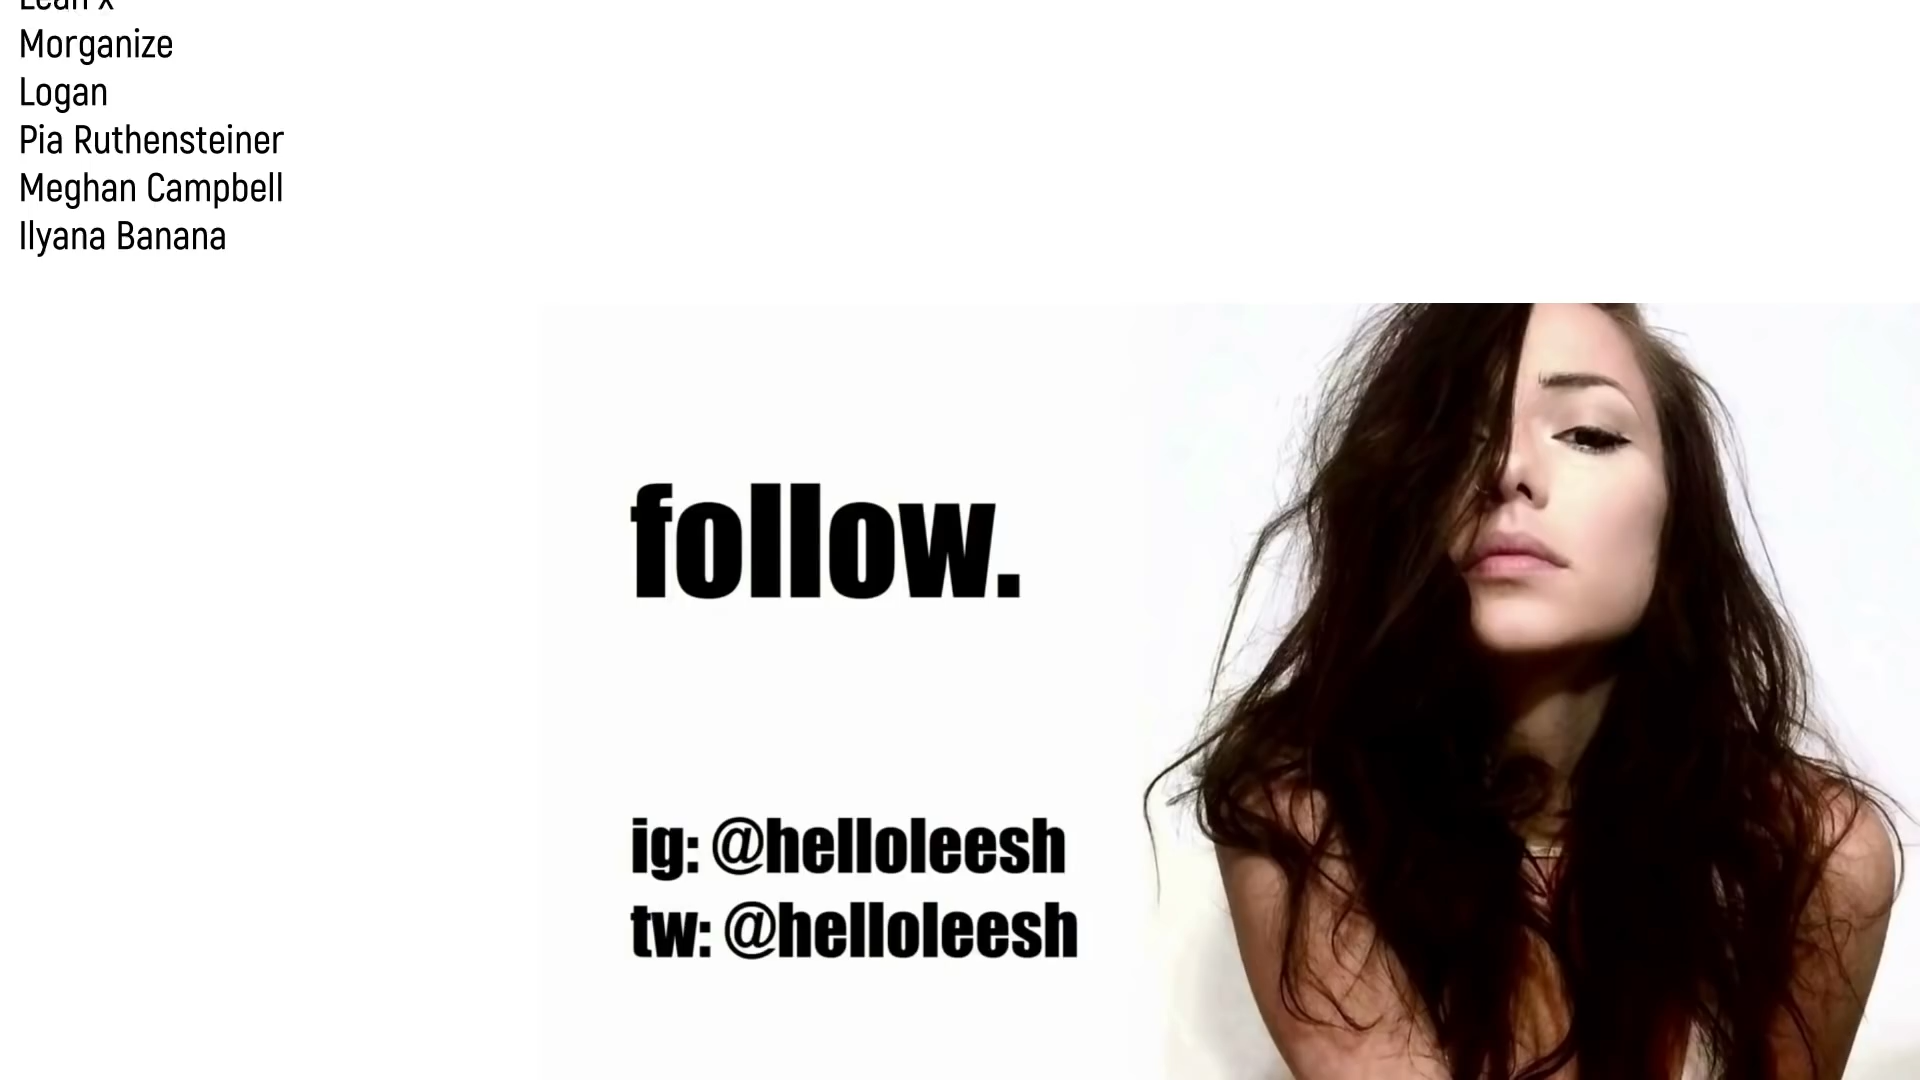 Morganize
Logan
Pia Ruthensteiner
Meghan Campbell
Ilyana Banana
follow.
ig: @helloleesh
tw: @helloleesh